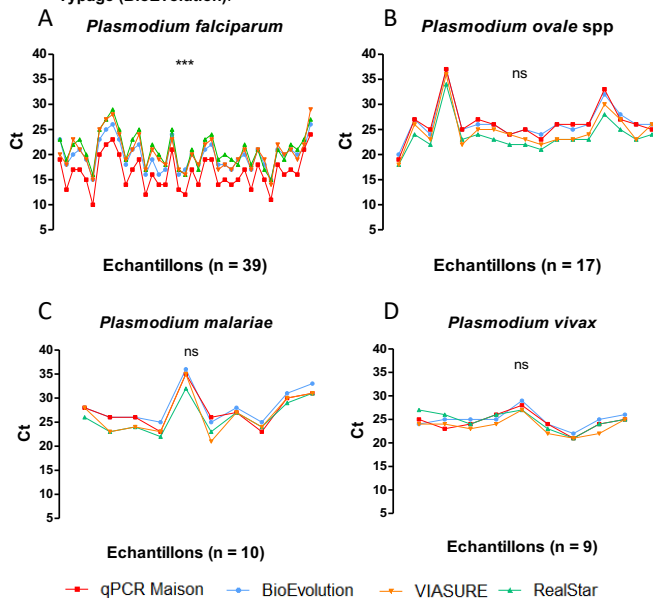 Typage (BioEvolution).
A
Plasmodium falciparum
***
Ct
40
35
30
25
20
15
10
5
Echantillons (n = 39)
B
Plasmodium ovale spp
ns
40
35
30
25
20
15
10
5
Echantillons (n = 17)
C
Plasmodium malariae
ns
Ct
40
35
30
25
20
15
10
5
Echantillons (n = 10)
D
Plasmodium vivax
ns
Ct
40
35
30
25
20
15
10
5
Echantillons (n = 9)
qPCR Maison
BioEvolution
VIASURE
RealStar